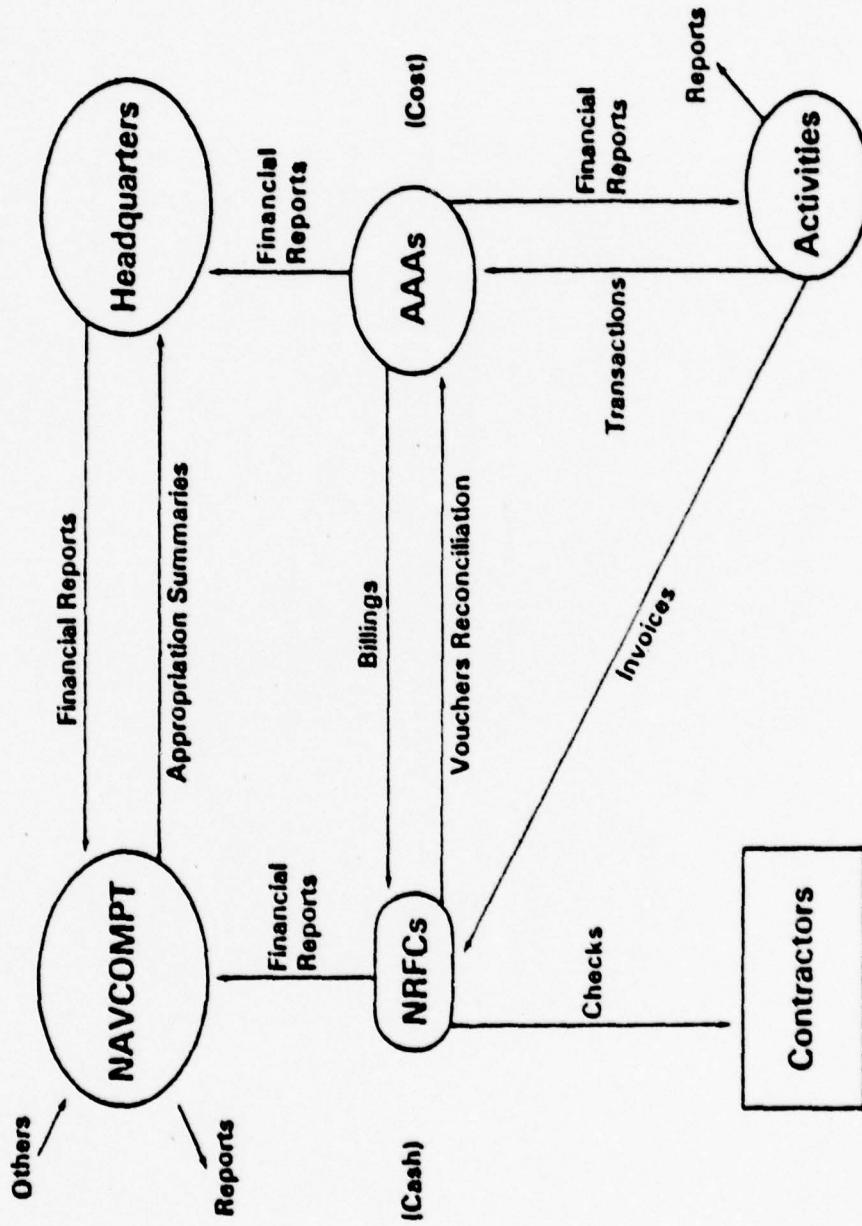 Others
NAVCOMPT
Reports
Financial Reports
Appropriation Summaries
Headquarters
Financial
Reports
Financial
Reports
(Cash)
NRFCs
Billings
Vouchers Reconciliation
AAAs
(Cost)
Checks
Invoices
Transactions
Financial
Reports
Contractors
Activities
Reports